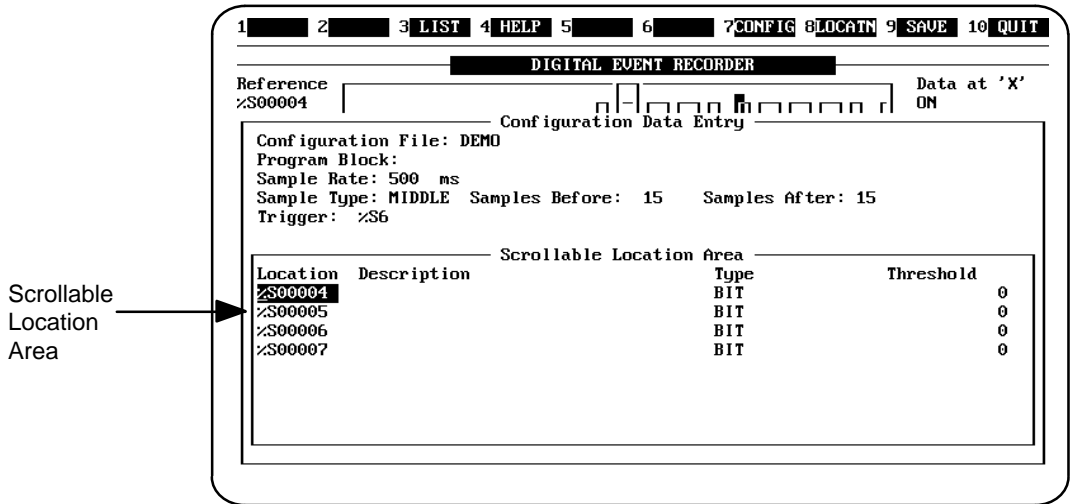 1 2 3 LIST 4 HELP 5 6 7CONFIG 8LOCATN 9 SAVE 10 QUIT
DIGITAL EVENT RECORDER
Reference Data at 'X'
%S00004 ON
Configuration Data Entry
Configuration File: DEMO
Program Block:
Sample Rate: 500 ms
Sample Type: MIDDLE Samples Before: 15 Samples After: 15
Trigger: %S6
Scrollable Location Area
Location Description Type Threshold
%S00004 BIT 0
%S00005 BIT 0
%S00006 BIT 0
%S00007 BIT 0
Scrollable
Location
Area